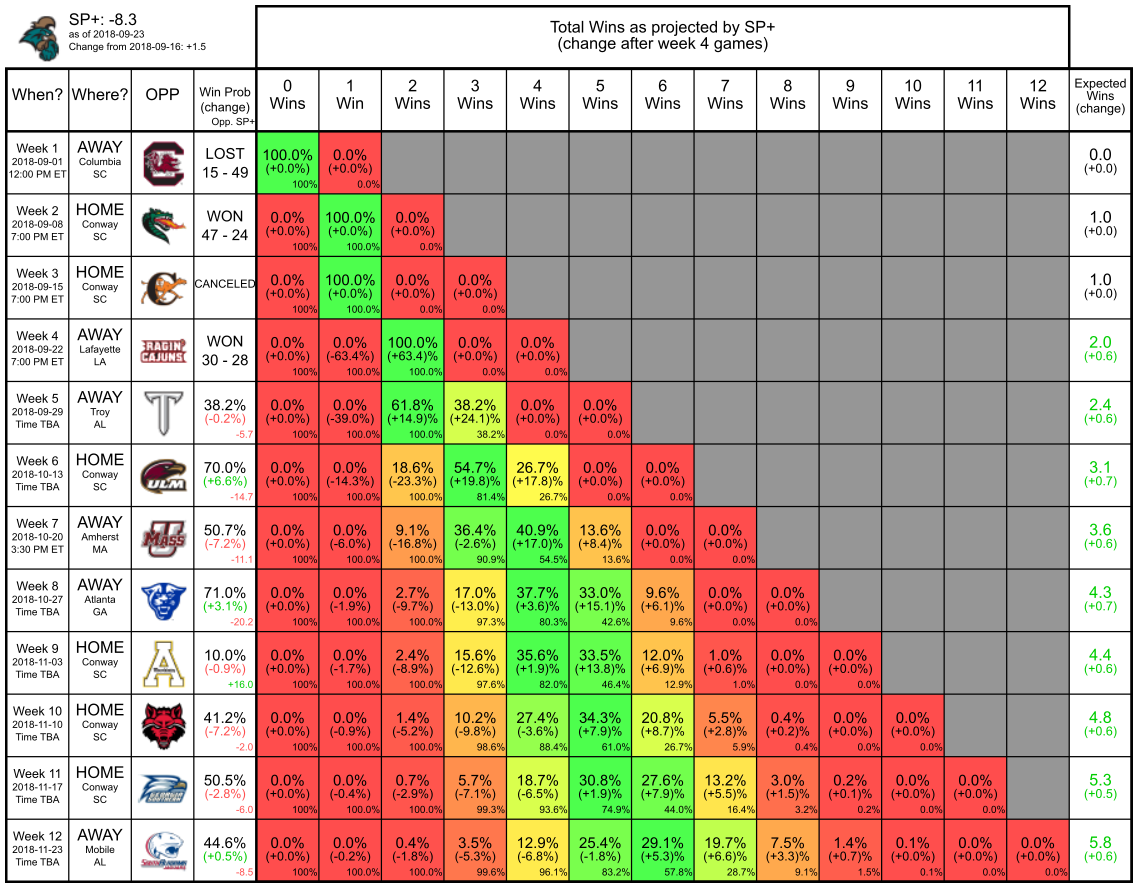 SP+: -8.3
as of 2018-09-23
Change from 2018-09-16: +1.5
Total Wins as projected by SP+
(change after week 4 games)
When? Where? OPP Win Prob (change) Opp. SP+ 0 Wins 1 Win 2 Wins 3 Wins 4 Wins 5 Wins 6 Wins 7 Wins 8 Wins 9 Wins 10 Wins 11 Wins 12 Wins Expected Wins (change)
Week 1 AWAY LOST 100.0% 0.0% 0.0
2018-09-01 Columbia 15 - 49 (+0.0%) (+0.0%) (+0.0)
12:00 PM ET SC C 100% 0.0%
Week 2 HOME WON 0.0% 100.0% 0.0% 1.0
2018-09-08 Conway 47 - 24 (+0.0%) (+0.0%) (+0.0%) (+0.0)
7:00 PM ET SC 100% 100.0% 0.0%
Week 3 HOME CANCELED 0.0% 100.0% 0.0% 0.0% 1.0
2018-09-15 Conway C (+0.0%) (+0.0%) (+0.0%) (+0.0%) (+0.0)
7:00 PM ET SC 100% 100.0% 0.0% 0.0%
Week 4 AWAY RAGIN' WON 0.0% 0.0% 100.0% 0.0% 0.0% 2.0
2018-09-22 Lafayette CAJUNS 30 - 28 (+0.0%) (-63.4%) (+63.4)% (+0.0%) (+0.0%) (+0.6)
7:00 PM ET LA 100% 100.0% 100.0% 0.0% 0.0%
Week 5 AWAY T 38.2% 0.0% 0.0% 61.8% 38.2% 0.0% 0.0% 2.4
2018-09-29 Troy (-0.2%) (+0.0%) (-39.0%) (+14.9)% (+24.1)% (+0.0%) (+0.0%) (+0.6)
Time TBA AL -5.7 100% 100.0% 100.0% 38.2% 0.0% 0.0%
Week 6 HOME ULM 70.0% 0.0% 0.0% 18.6% 54.7% 26.7% 0.0% 0.0% 3.1
2018-10-13 Conway (+6.6%) (+0.0%) (-14.3%) (-23.3%) (+19.8)% (+17.8)% (+0.0%) (+0.0%) (+0.7)
Time TBA SC -14.7 100% 100.0% 100.0% 81.4% 26.7% 0.0% 0.0%
Week 7 AWAY U MASS 50.7% 0.0% 0.0% 9.1% 36.4% 40.9% 13.6% 0.0% 0.0% 3.6
2018-10-20 Amherst (-7.2%) (+0.0%) (-6.0%) (-16.8%) (-2.6%) (+17.0)% (+8.4)% (+0.0%) (+0.0%) (+0.6)
3:30 PM ET MA -11.1 100% 100.0% 100.0% 90.9% 54.5% 13.6% 0.0% 0.0%
Week 8 AWAY 71.0% 0.0% 0.0% 2.7% 17.0% 37.7% 33.0% 9.6% 0.0% 0.0% 4.3
2018-10-27 Atlanta (+3.1%) (+0.0%) (-1.9%) (-9.7%) (-13.0%) (+3.6)% (+15.1)% (+6.1)% (+0.0%) (+0.0%) (+0.7)
Time TBA GA -20.2 100% 100.0% 100.0% 97.3% 80.3% 42.6% 9.6% 0.0% 0.0%
Week 9 HOME A 10.0% 0.0% 0.0% 2.4% 15.6% 35.6% 33.5% 12.0% 1.0% 0.0% 0.0% 4.4
2018-11-03 Conway (-0.9%) (+0.0%) (-1.7%) (-8.9%) (-12.6%) (+1.9)% (+13.8)% (+6.9)% (+0.6)% (+0.0%) (+0.0%) (+0.6)
Time TBA SC +16.0 100% 100.0% 100.0% 97.6% 82.0% 46.4% 12.9% 1.0% 0.0% 0.0%
Week 10 HOME 41.2% 0.0% 0.0% 1.4% 10.2% 27.4% 34.3% 20.8% 5.5% 0.4% 0.0% 0.0% 4.8
2018-11-10 Conway (-7.2%) (+0.0%) (-0.9%) (-5.2%) (-9.8%) (-3.6%) (+7.9)% (+8.7)% (+2.8)% (+0.2)% (+0.0%) (+0.0%) (+0.6)
Time TBA SC -2.0 100% 100.0% 100.0% 98.6% 88.4% 61.0% 26.7% 5.9% 0.4% 0.0% 0.0%
Week 11 HOME 50.5% 0.0% 0.0% 0.7% 5.7% 18.7% 30.8% 27.6% 13.2% 3.0% 0.2% 0.0% 0.0% 5.3
2018-11-17 Conway GEORGIA SOUTHERN (-2.8%) (+0.0%) (-0.4%) (-2.9%) (-7.1%) (-6.5%) (+1.9)% (+7.9)% (+5.5)% (+1.5)% (+0.1)% (+0.0%) (+0.0%) (+0.5)
Time TBA SC -6.0 100% 100.0% 100.0% 99.3% 93.6% 74.9% 44.0% 16.4% 3.2% 0.2% 0.0% 0.0%
Week 12 AWAY 44.6% 0.0% 0.0% 0.4% 3.5% 12.9% 25.4% 29.1% 19.7% 7.5% 1.4% 0.1% 0.0% 0.0% 5.8
2018-11-23 Mobile SOUTH ALABAMA (+0.5%) (+0.0%) (-0.2%) (-1.8%) (-5.3%) (-6.8%) (-1.8%) (+5.3)% (+6.6)% (+3.3)% (+0.7)% (+0.0%) (+0.0%) (+0.0%) (+0.6)
Time TBA AL -8.5 100% 100.0% 100.0% 99.6% 96.1% 83.2% 57.8% 28.7% 9.1% 1.5% 0.1% 0.0% 0.0%